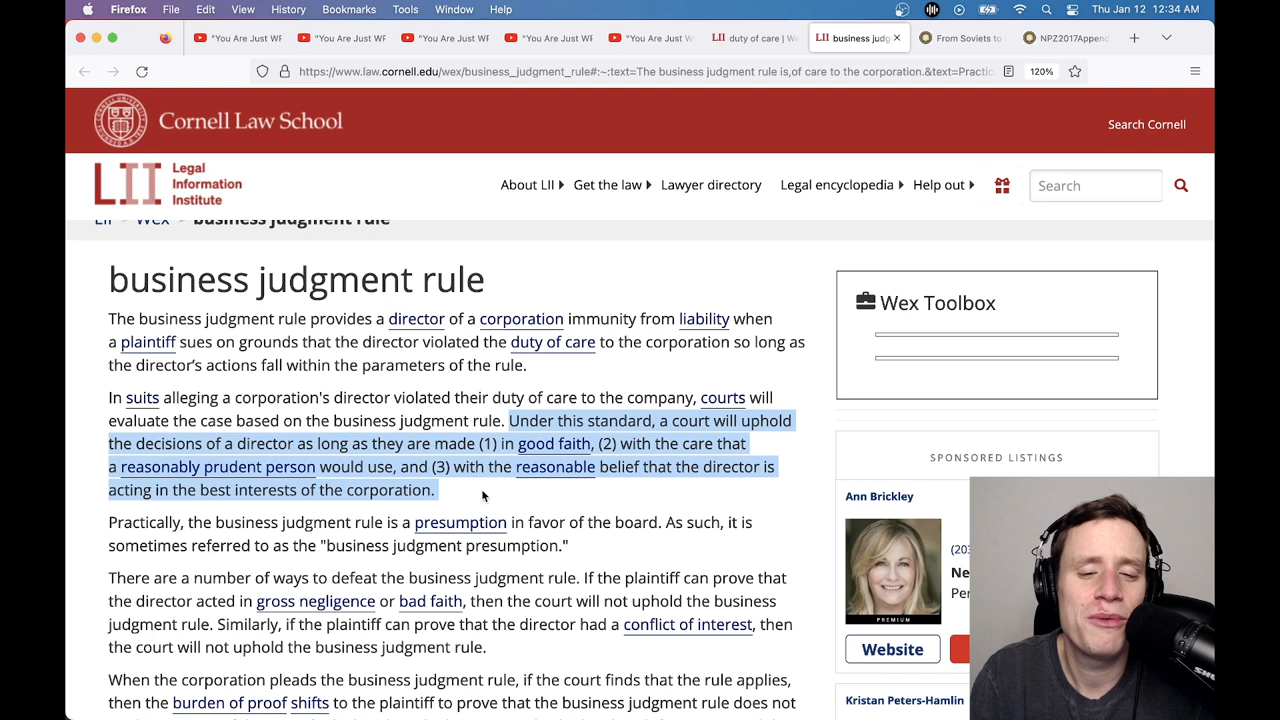 Firefox File Edit View History Bookmarks Tools Window Help Thu Jan 12 12:34 AM
"You Are Just WR "You Are Just WR "You Are Just WR "You Are Just WR "You Are Just W LII duty of care | We LII business judg From Soviets to NPZ2017Append
https://www.law.cornell.edu/wex/business_judgment_rule#:~:text=The business judgment rule is,of care to the corporation.&text=Practic 120%
Cornell Law School
Search Cornell
LII Legal
Information
Institute
About LII Get the law Lawyer directory Legal encyclopedia Help out Search
LII > Wex > business judgment rule
business judgment rule
The business judgment rule provides a director of a corporation immunity from liability when
a plaintiff sues on grounds that the director violated the duty of care to the corporation so long as
the director's actions fall within the parameters of the rule.
In suits alleging a corporation's director violated their duty of care to the company, courts will
evaluate the case based on the business judgment rule. Under this standard, a court will uphold
the decisions of a director as long as they are made (1) in good faith, (2) with the care that
a reasonably prudent person would use, and (3) with the reasonable belief that the director is
acting in the best interests of the corporation.
Practically, the business judgment rule is a presumption in favor of the board. As such, it is
sometimes referred to as the "business judgment presumption."
There are a number of ways to defeat the business judgment rule. If the plaintiff can prove that
the director acted in gross negligence or bad faith, then the court will not uphold the business
judgment rule. Similarly, if the plaintiff can prove that the director had a conflict of interest, then
the court will not uphold the business judgment rule.
When the corporation pleads the business judgment rule, if the court finds that the rule applies,
then the burden of proof shifts to the plaintiff to prove that the business judgment rule does not
Wex Toolbox
SPONSORED LISTINGS
Ann Brickley
(203
Ne
Per
PREMIUM
Website
Kristan Peters-Hamlin